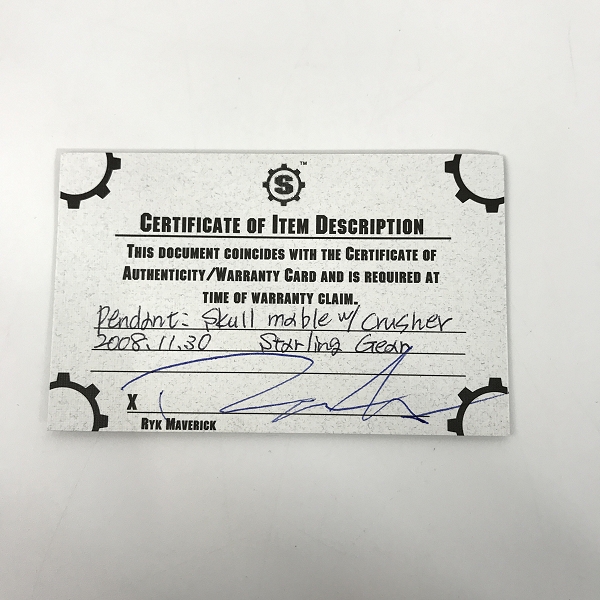 S™
CERTIFICATE OF ITEM DESCRIPTION
THIS DOCUMENT COINCIDES WITH THE CERTIFICATE OF
AUTHENTICITY/WARRANTY CARD AND IS REQUIRED AT
TIME OF WARRANTY CLAIM.
Pendant: Skull mable w/ crusher
2008.11.30 Starling Gear
X
RYK MAVERICK